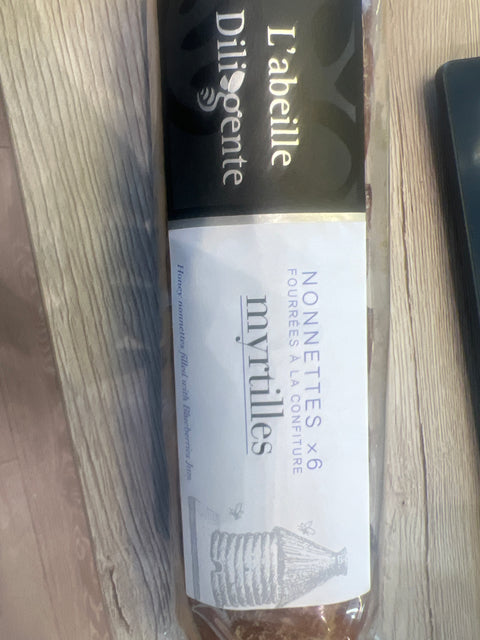 L'abeille
Diligente
NONNETTES x6
FOURRÉES À LA CONFITURE
myrtilles
Honey nonnettes filled with Blueberries Jam